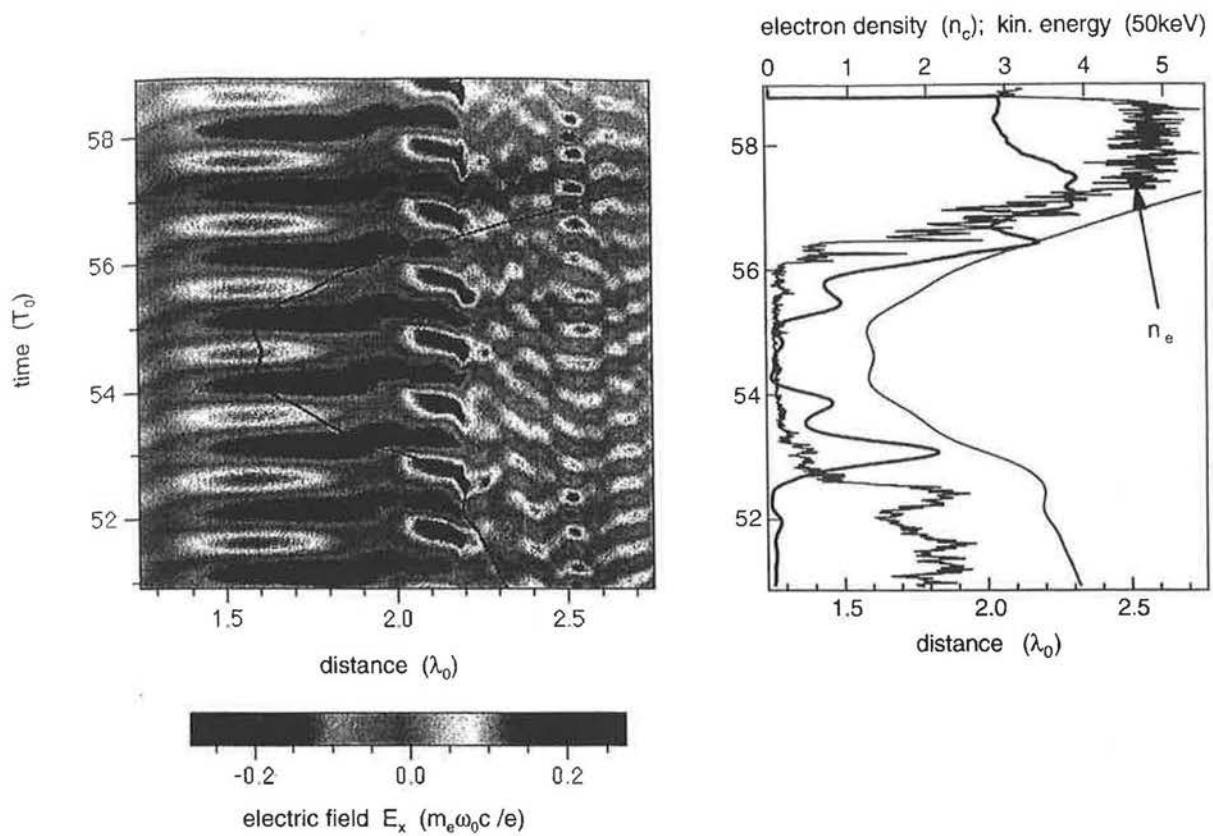 electron density (n_c); kin. energy (50keV)
0 1 2 3 4 5
58
56
54
52
time (T_0)
1.5 2.0 2.5
distance (λ_0)
58
56
54
52
n_e
1.5 2.0 2.5
distance (λ_0)
-0.2 0.0 0.2
electric field E_x (m_eω_0c/e)